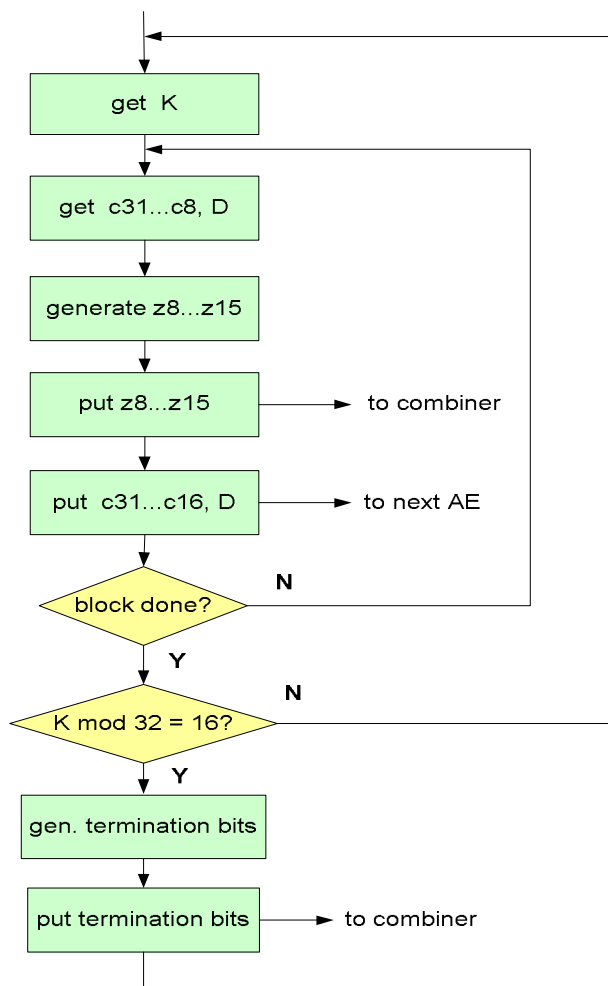 get K
get c31...c8, D
generate z8...z15
put z8...z15
to combiner
put c31...c16, D
to next AE
block done?
N
Y
K mod 32 = 16?
N
Y
gen. termination bits
put termination bits
to combiner